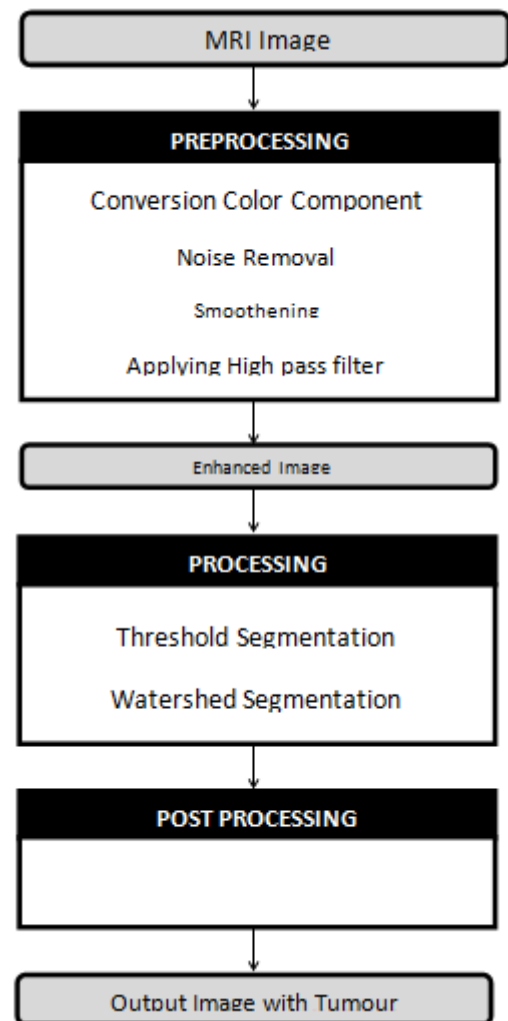 MRI Image
PREPROCESSING
Conversion Color Component
Noise Removal
Smoothening
Applying High pass filter
Enhanced Image
PROCESSING
Threshold Segmentation
Watershed Segmentation
POST PROCESSING
Output Image with Tumour